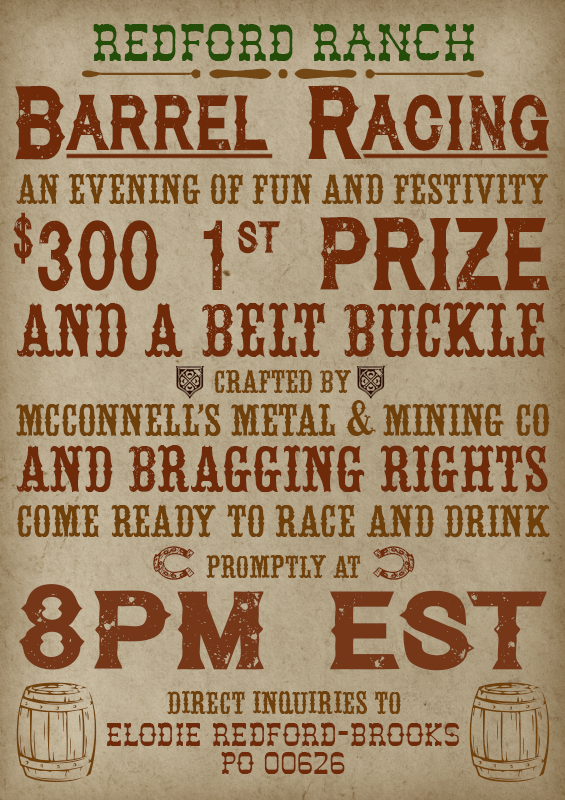 REDFORD RANCH
BARREL RACING
AN EVENING OF FUN AND FESTIVITY
$300 1ST PRIZE
AND A BELT BUCKLE
CRAFTED BY
MCCONNELL'S METAL & MINING CO
AND BRAGGING RIGHTS
COME READY TO RACE AND DRINK
PROMPTLY AT
8PM EST
DIRECT INQUIRIES TO
ELODIE REDFORD-BROOKS
PO 00626